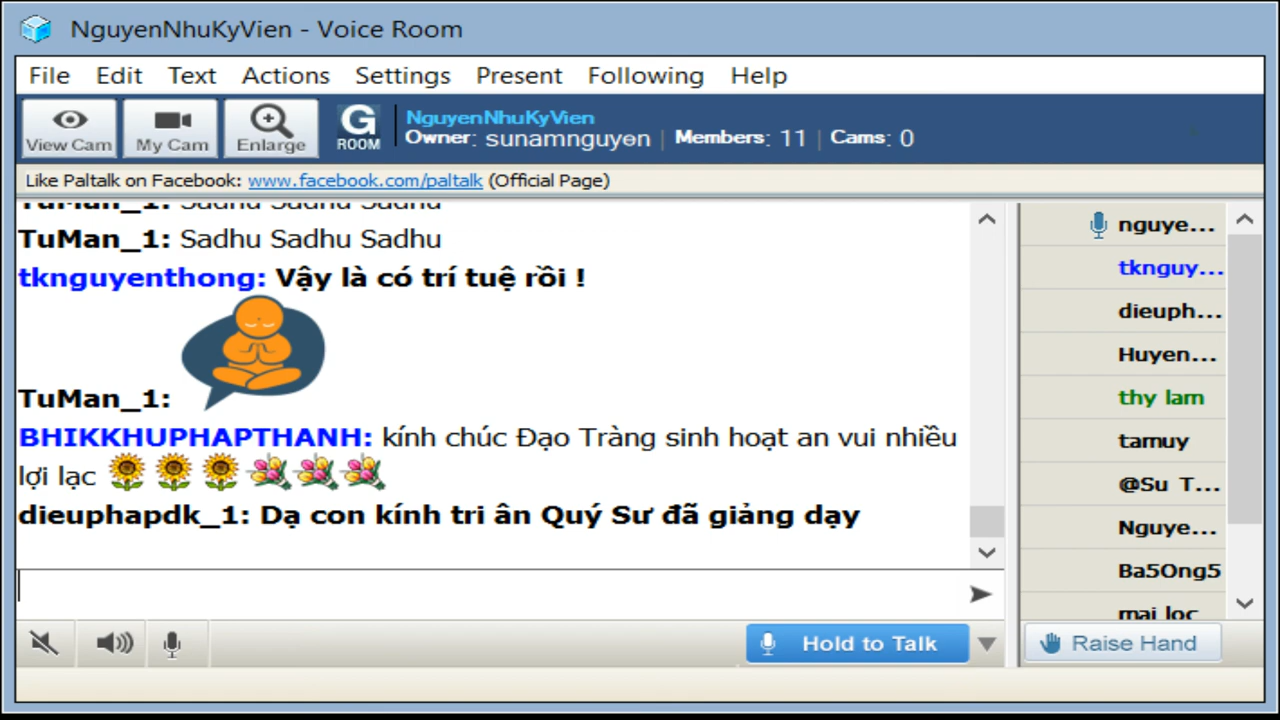 NguyenNhuKyVien - Voice Room
File Edit Text Actions Settings Present Following Help
View Cam My Cam Enlarge G ROOM
NguyenNhuKyVien
Owner: sunamnguyen | Members: 11 | Cams: 0
Like Paltalk on Facebook: www.facebook.com/paltalk (Official Page)
TuMan_1: Sadhu Sadhu Sadhu
TuMan_1: Sadhu Sadhu Sadhu
tknguyenthong: Vậy là có trí tuệ rồi !
TuMan_1:
BHIKKHUPHAPTHANH: kính chúc Đạo Tràng sinh hoạt an vui nhiều
lợi lạc
dieuphapdk_1: Dạ con kính tri ân Quý Sư đã giảng dạy
Hold to Talk
nguye...
tknguy...
dieuph...
Huyen...
thy lam
tamuy
@Su T...
Nguye...
Ba5Ong5
mai loc
Raise Hand